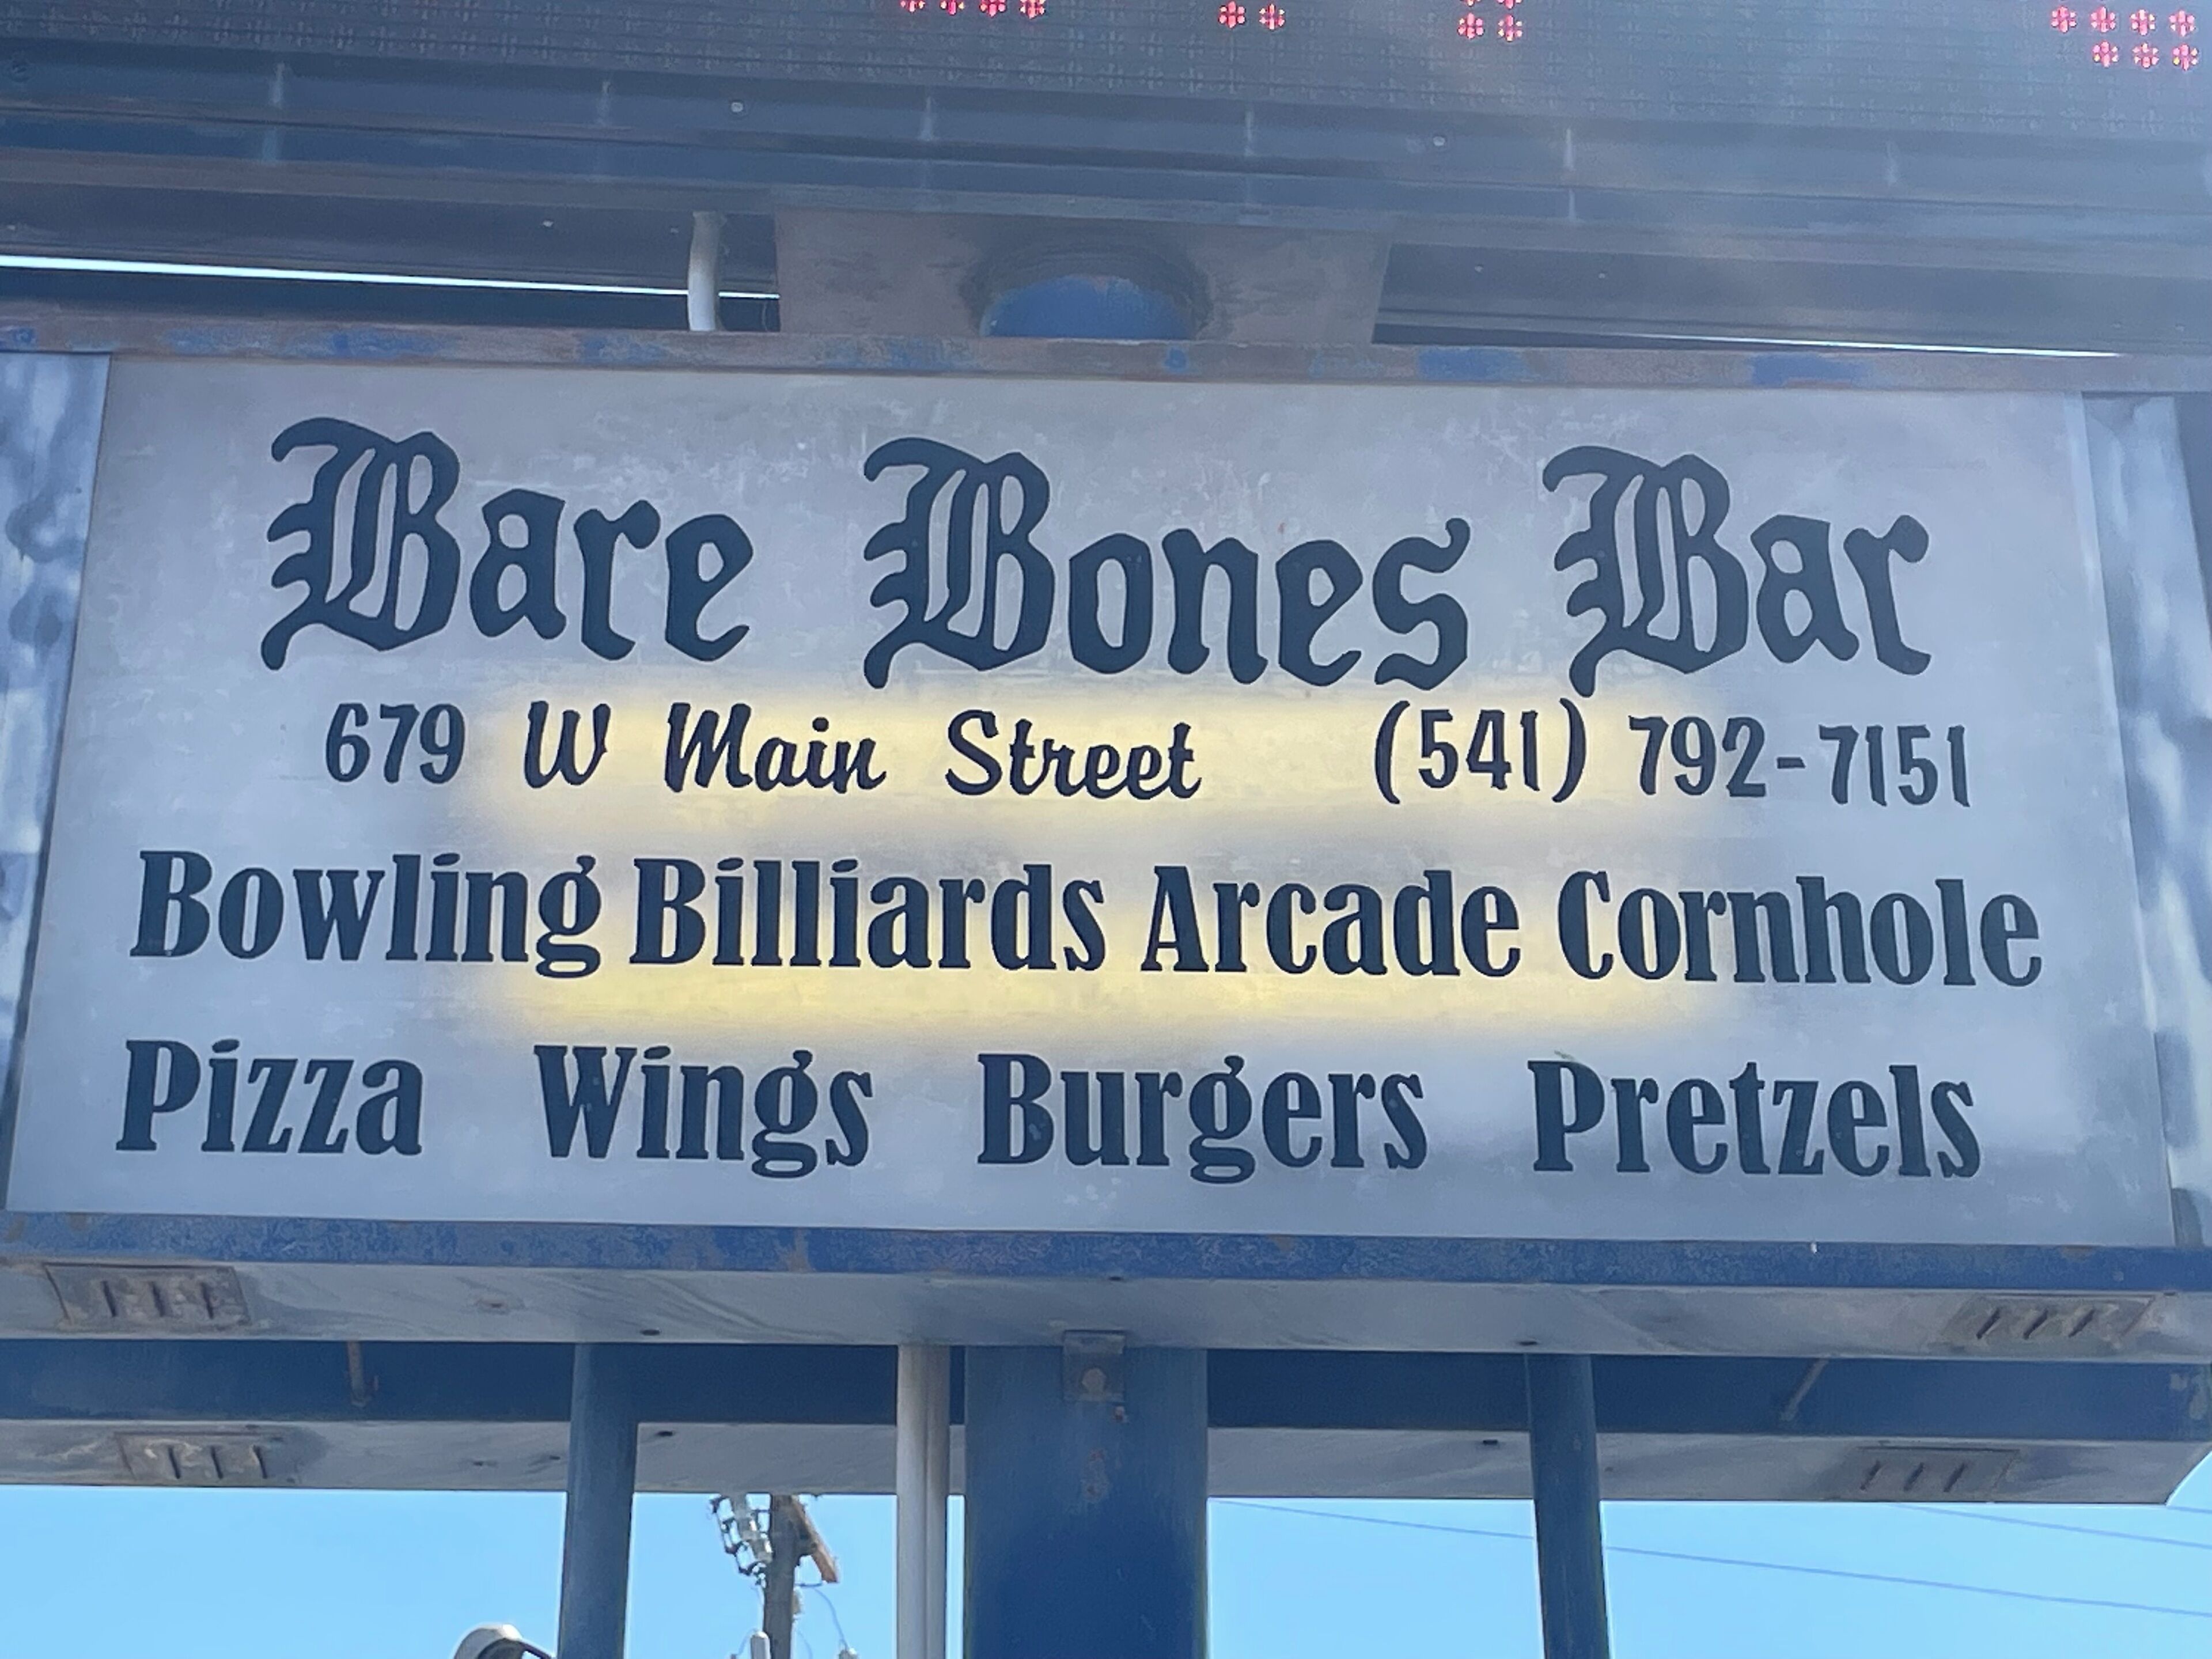 Bare Bones Bar
679 W Main Street (541) 792-7151
Bowling Billiards Arcade Cornhole
Pizza Wings Burgers Pretzels